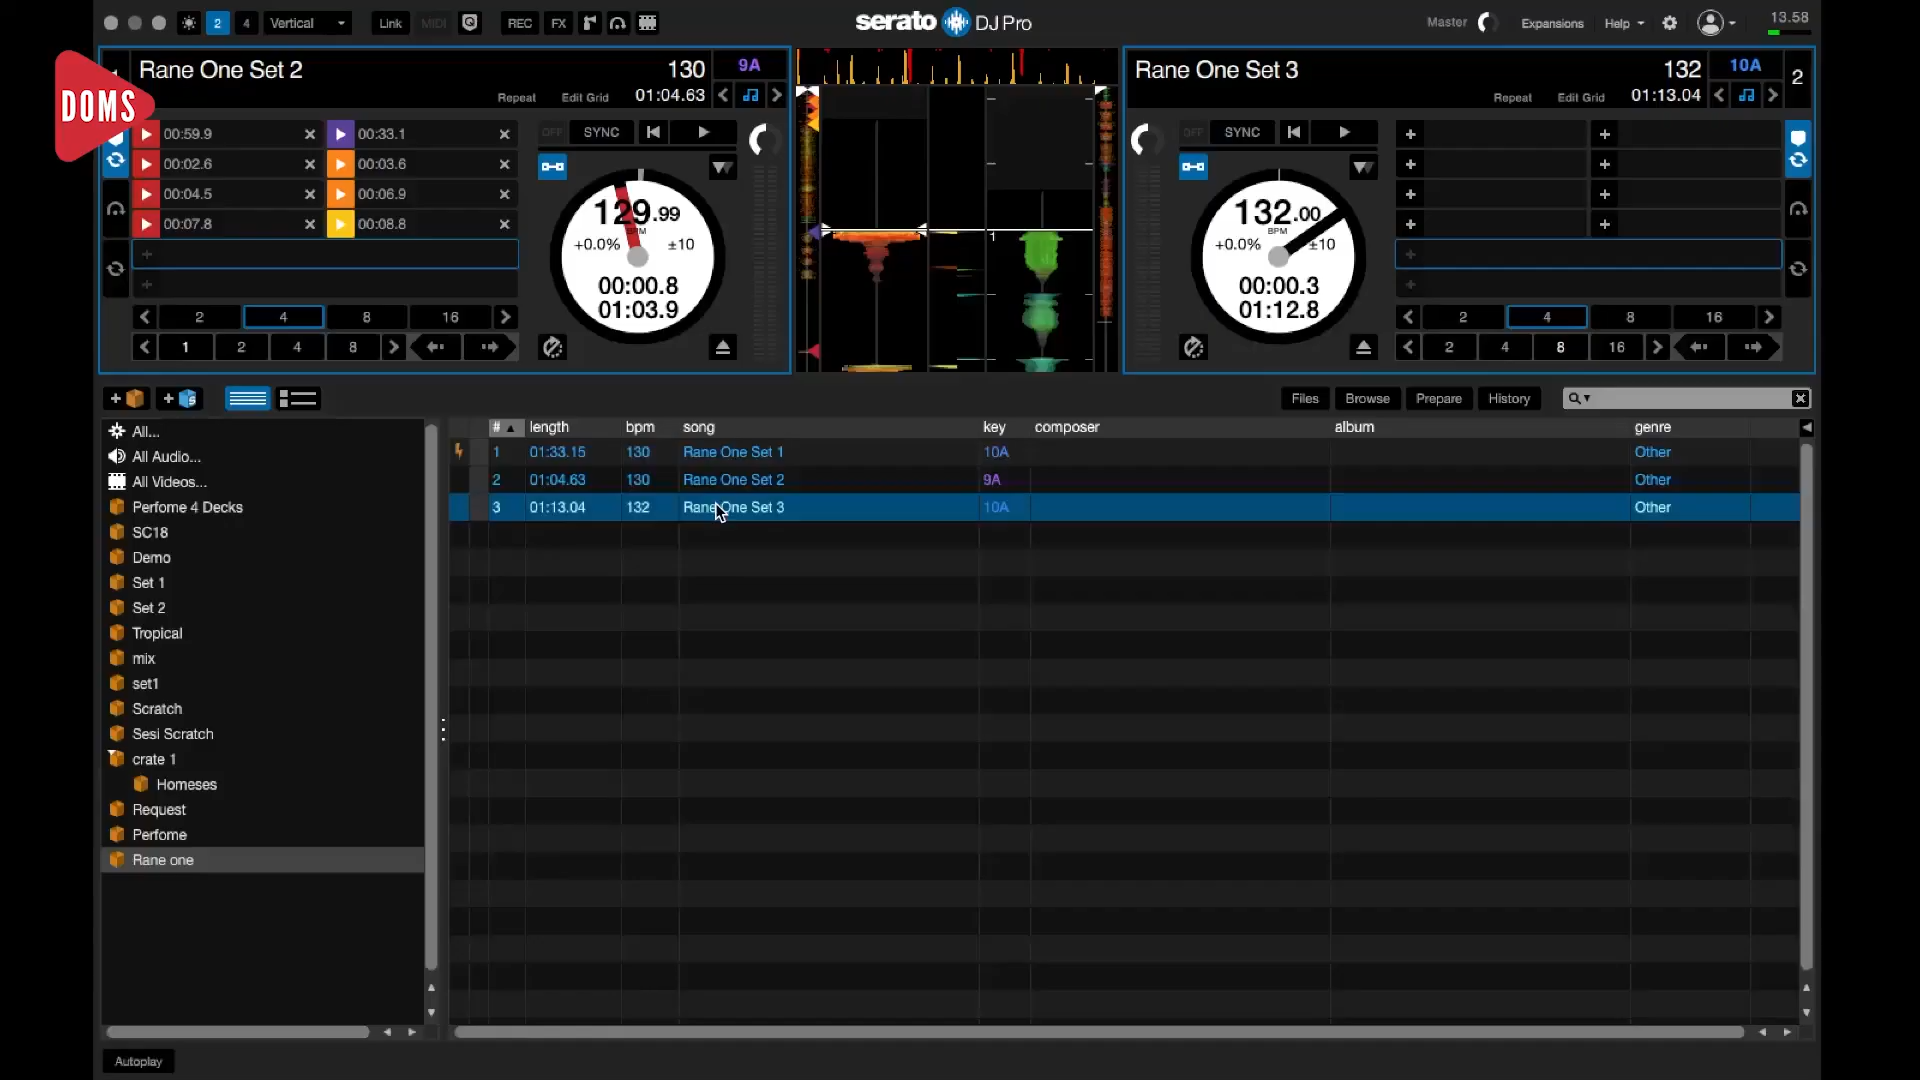 2 4 Vertical Link MIDI REC FX serato DJ Pro Master Expansions Help 13.58
DOMS
Rane One Set 2 130 9A
Repeat Edit Grid 01:04.63
00:59.9 00:33.1 OFF SYNC
00:02.6 00:03.6
00:04.5 00:06.9
00:07.8 00:08.8
129.99
BPM
+0.0% ±10
00:00.8
01:03.9
2 4 8 16
1 2 4 8
1
Rane One Set 3 132 10A 2
Repeat Edit Grid 01:13.04
OFF SYNC
132.00
BPM
+0.0% ±10
00:00.3
01:12.8
2 4 8 16
2 4 8 16
Files Browse Prepare History
All...
All Audio...
All Videos...
Perfome 4 Decks
SC18
Demo
Set 1
Set 2
Tropical
mix
set1
Scratch
Sesi Scratch
crate 1
Homeses
Request
Perfome
Rane one
# length bpm song key composer album genre
1 01:33.15 130 Rane One Set 1 10A Other
2 01:04.63 130 Rane One Set 2 9A Other
3 01:13.04 132 Rane One Set 3 10A Other
Autoplay